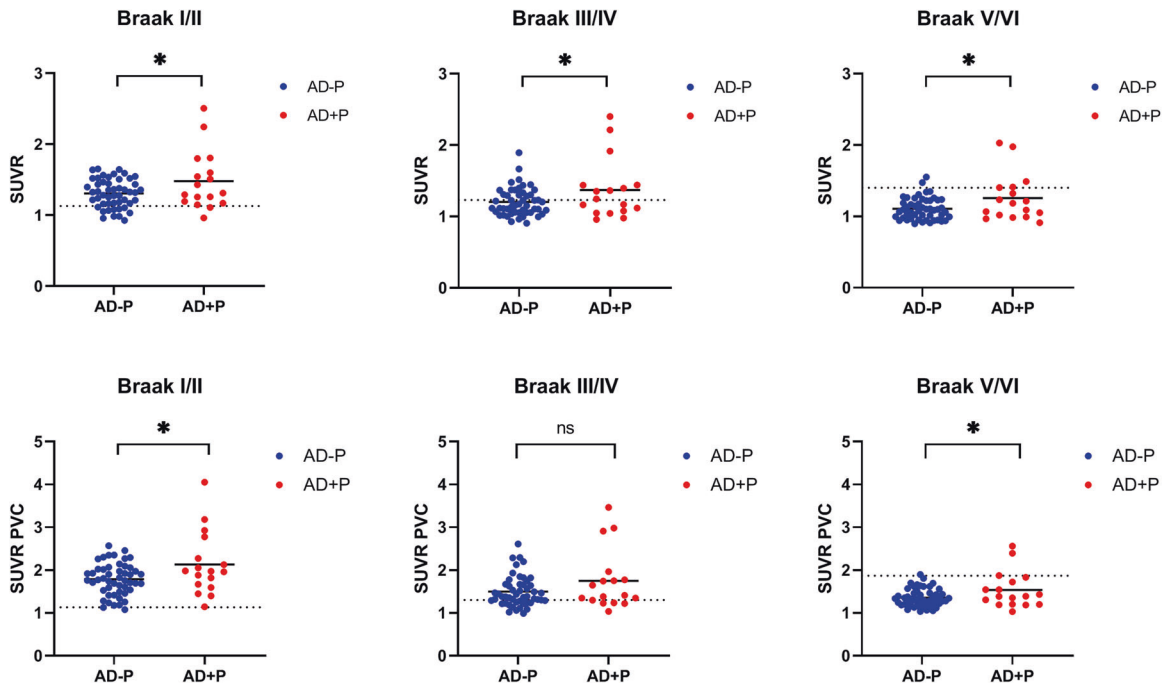 Braak I/II
*
AD-P
AD+P
SUVR
3
2
1
0
AD-P AD+P
Braak III/IV
*
AD-P
AD+P
SUVR
3
2
1
0
AD-P AD+P
Braak V/VI
*
AD-P
AD+P
SUVR
3
2
1
0
AD-P AD+P
Braak I/II
*
AD-P
AD+P
SUVR PVC
5
4
3
2
1
0
AD-P AD+P
Braak III/IV
ns
AD-P
AD+P
SUVR PVC
5
4
3
2
1
0
AD-P AD+P
Braak V/VI
*
AD-P
AD+P
SUVR PVC
5
4
3
2
1
0
AD-P AD+P